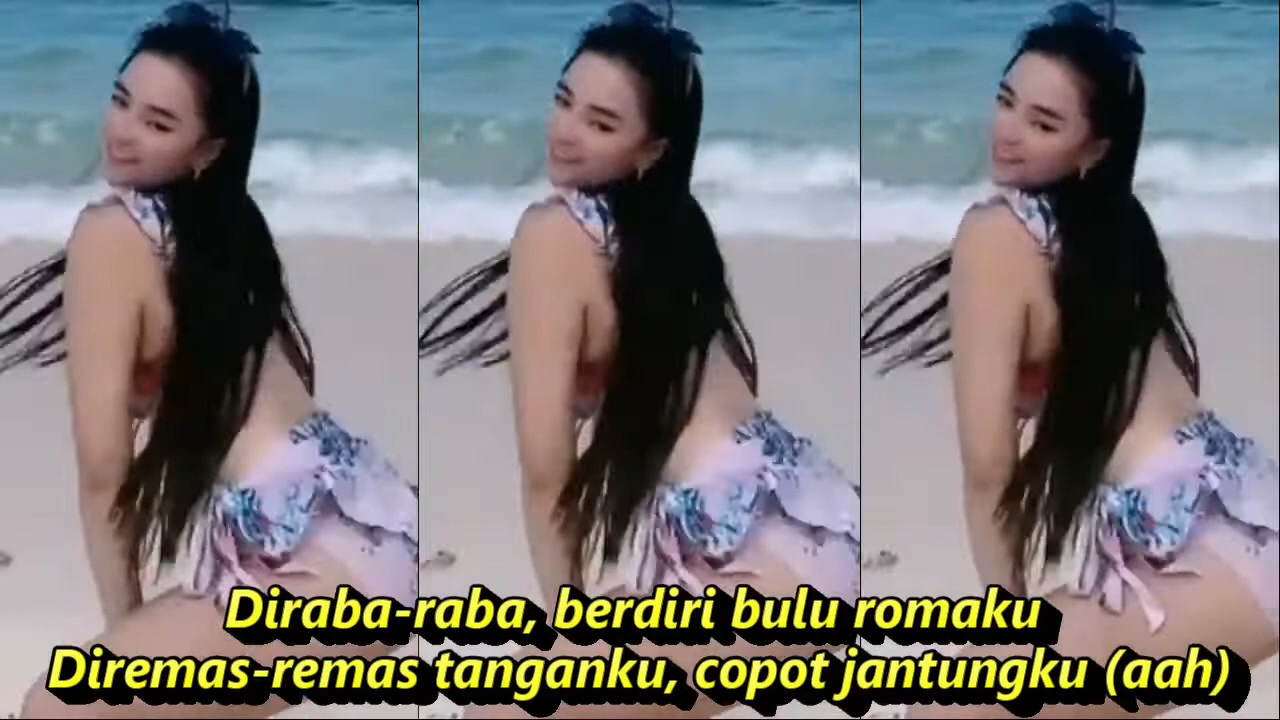 Diraba-raba, berdiri bulu romaku
Diremas-remas tanganku, copot jantungku (aah)